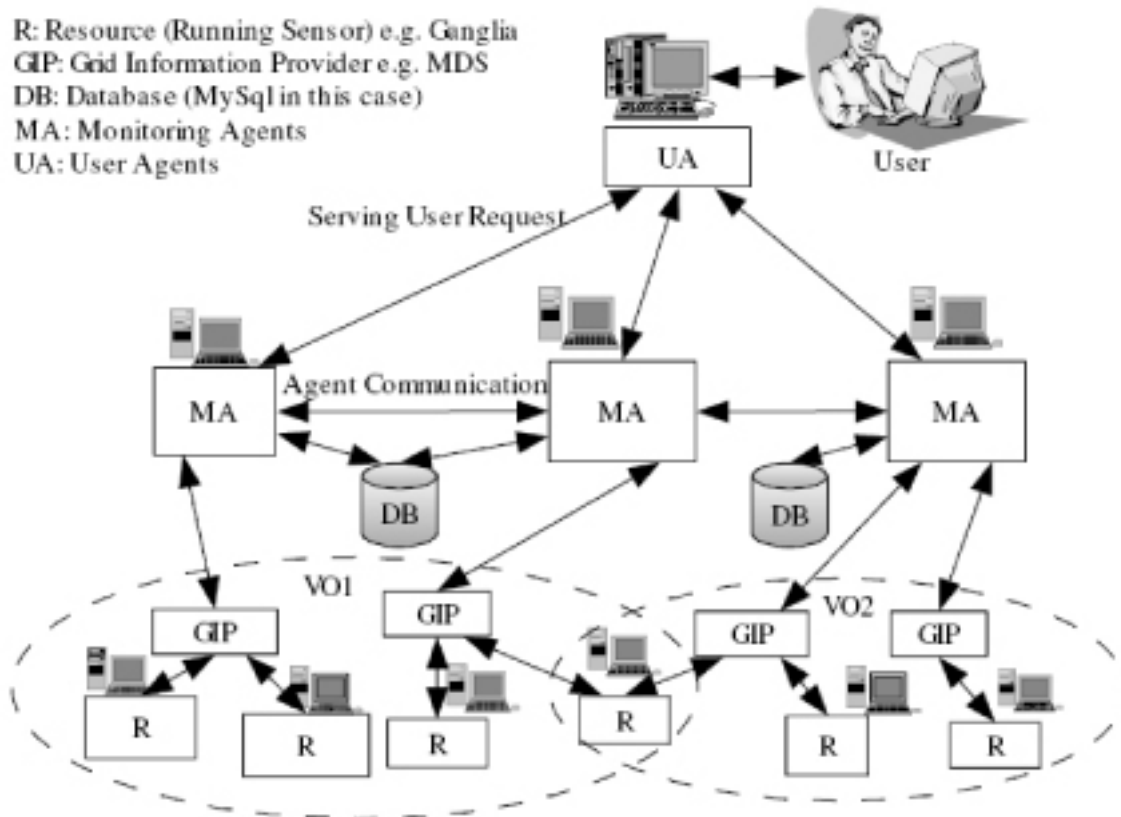 R: Resource (Running Sensor) e.g. Ganglia
GIP: Grid Information Provider e.g. MDS
DB: Database (MySql in this case)
MA: Monitoring Agents
UA: User Agents
UA
User
Serving User Request
Agent Communication
MA
MA
MA
DB
DB
VO1
VO2
GIP
GIP
GIP
GIP
R
R
R
R
R
R